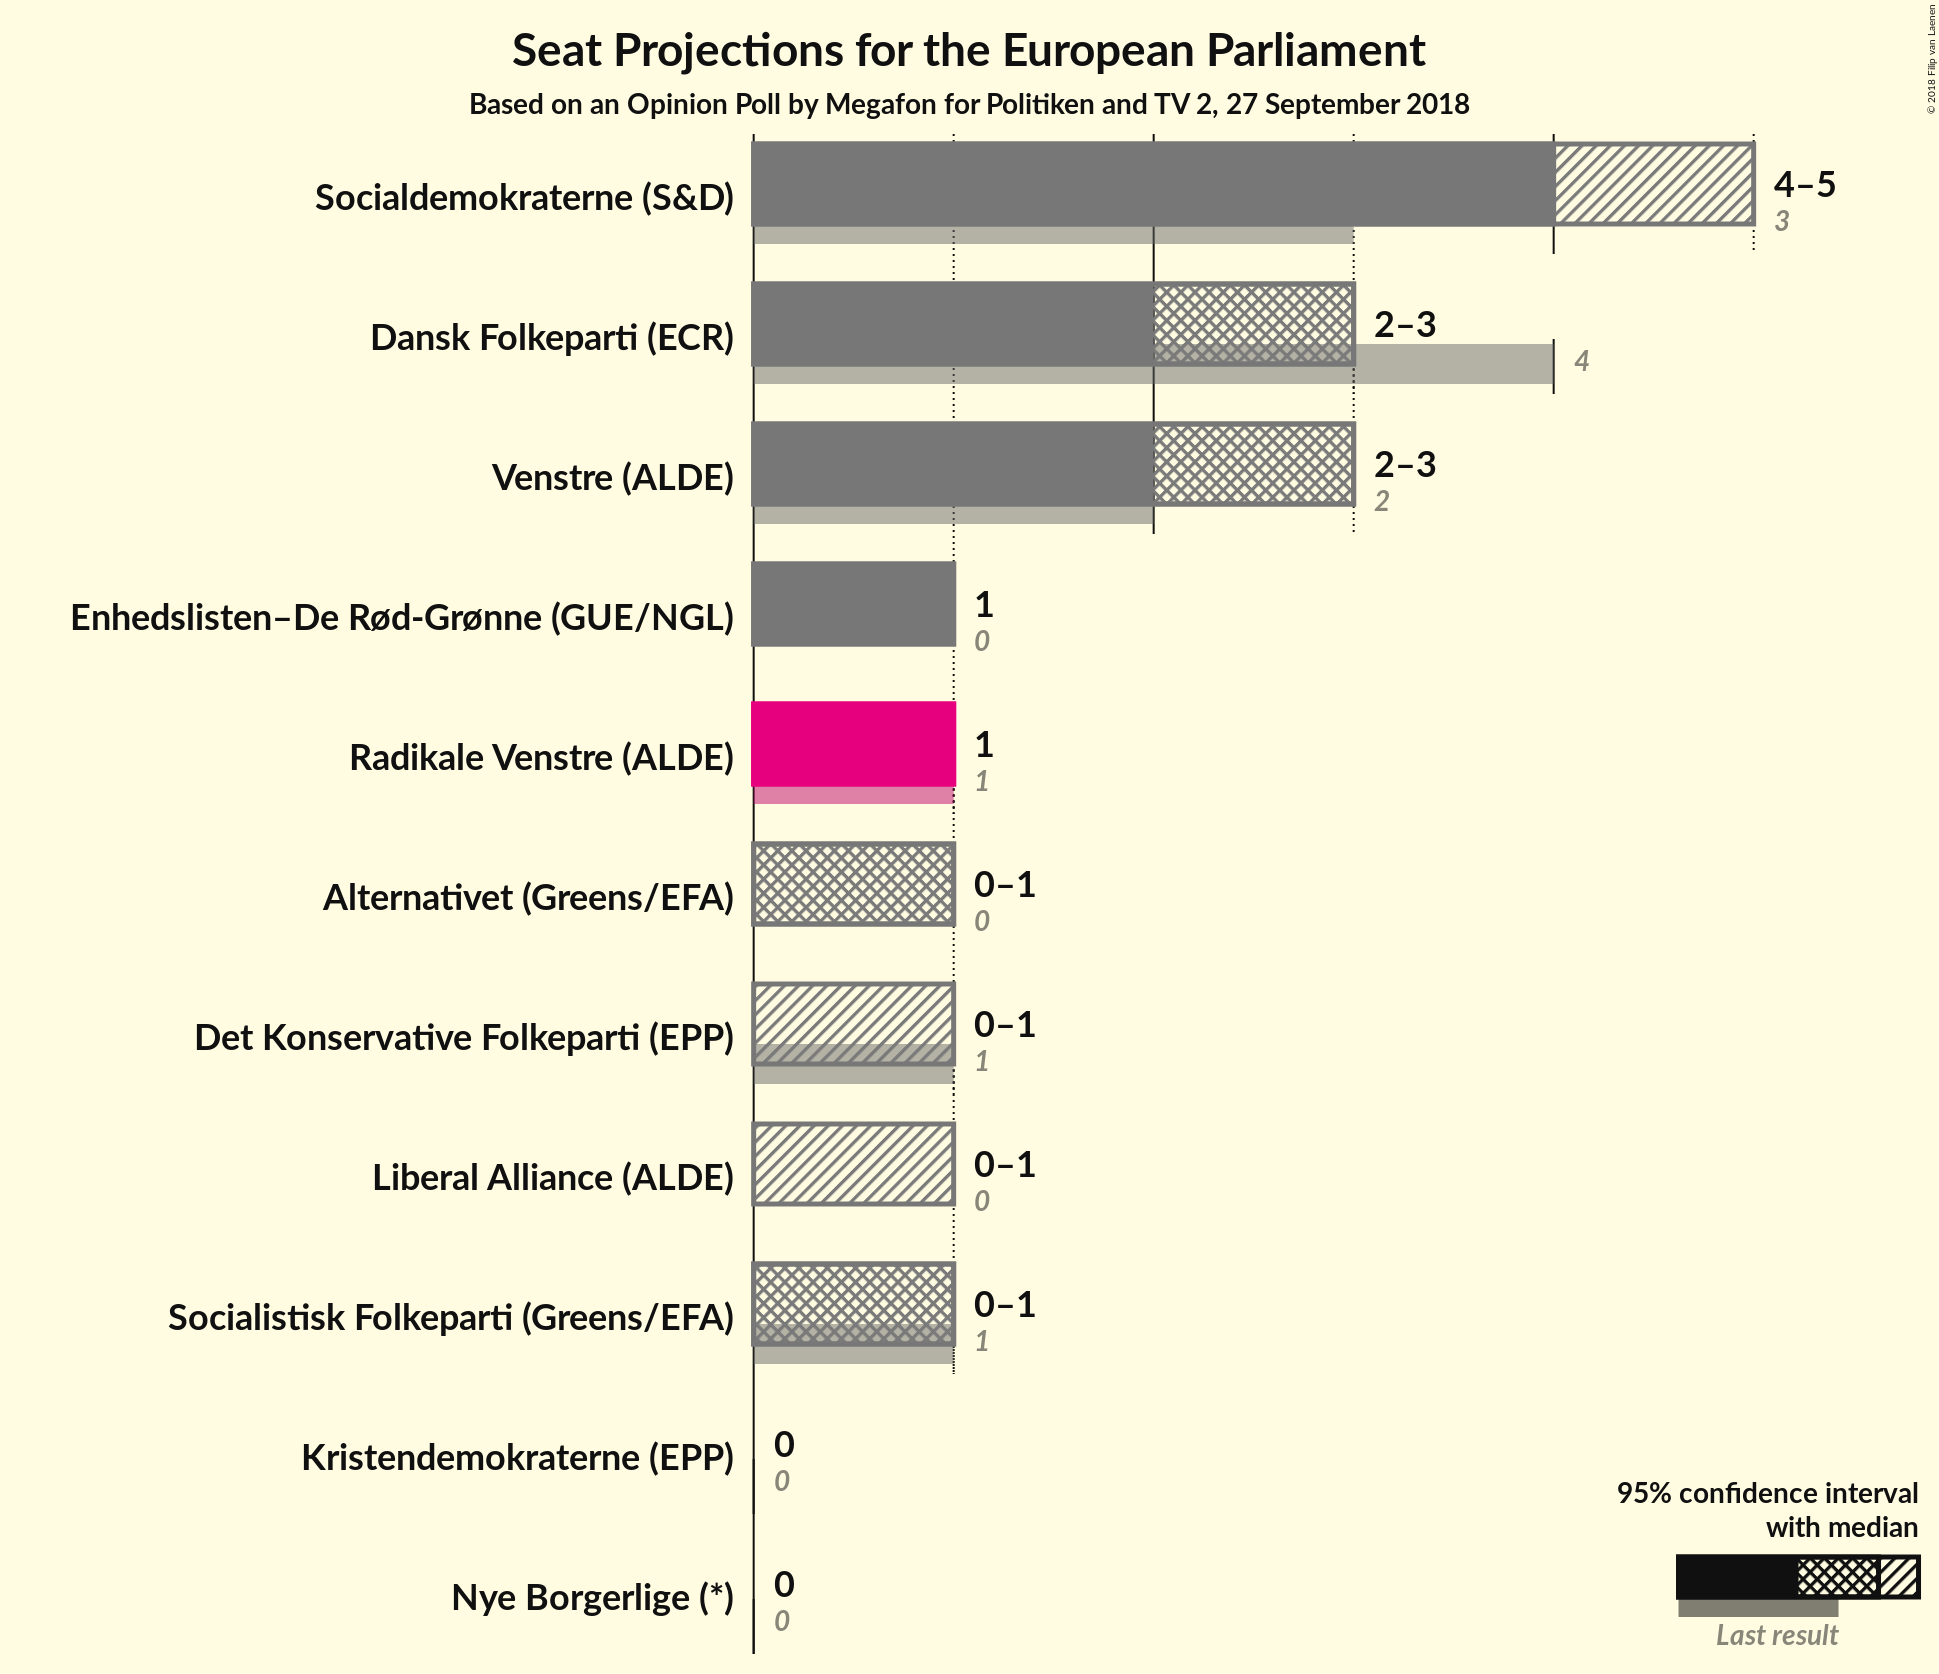 Seat Projections for the European Parliament
Based on an Opinion Poll by Megafon for Politiken and TV 2, 27 September 2018
© 2018 Filip van Laenen
Socialdemokraterne (S&D)
4–5
3
Dansk Folkeparti (ECR)
2–3
4
Venstre (ALDE)
2–3
2
Enhedslisten–De Rød-Grønne (GUE/NGL)
1
0
Radikale Venstre (ALDE)
1
1
Alternativet (Greens/EFA)
0–1
0
Det Konservative Folkeparti (EPP)
0–1
1
Liberal Alliance (ALDE)
0–1
0
Socialistisk Folkeparti (Greens/EFA)
0–1
1
Kristendemokraterne (EPP)
0
0
Nye Borgerlige (*)
0
0
95% confidence interval
with median
Last result